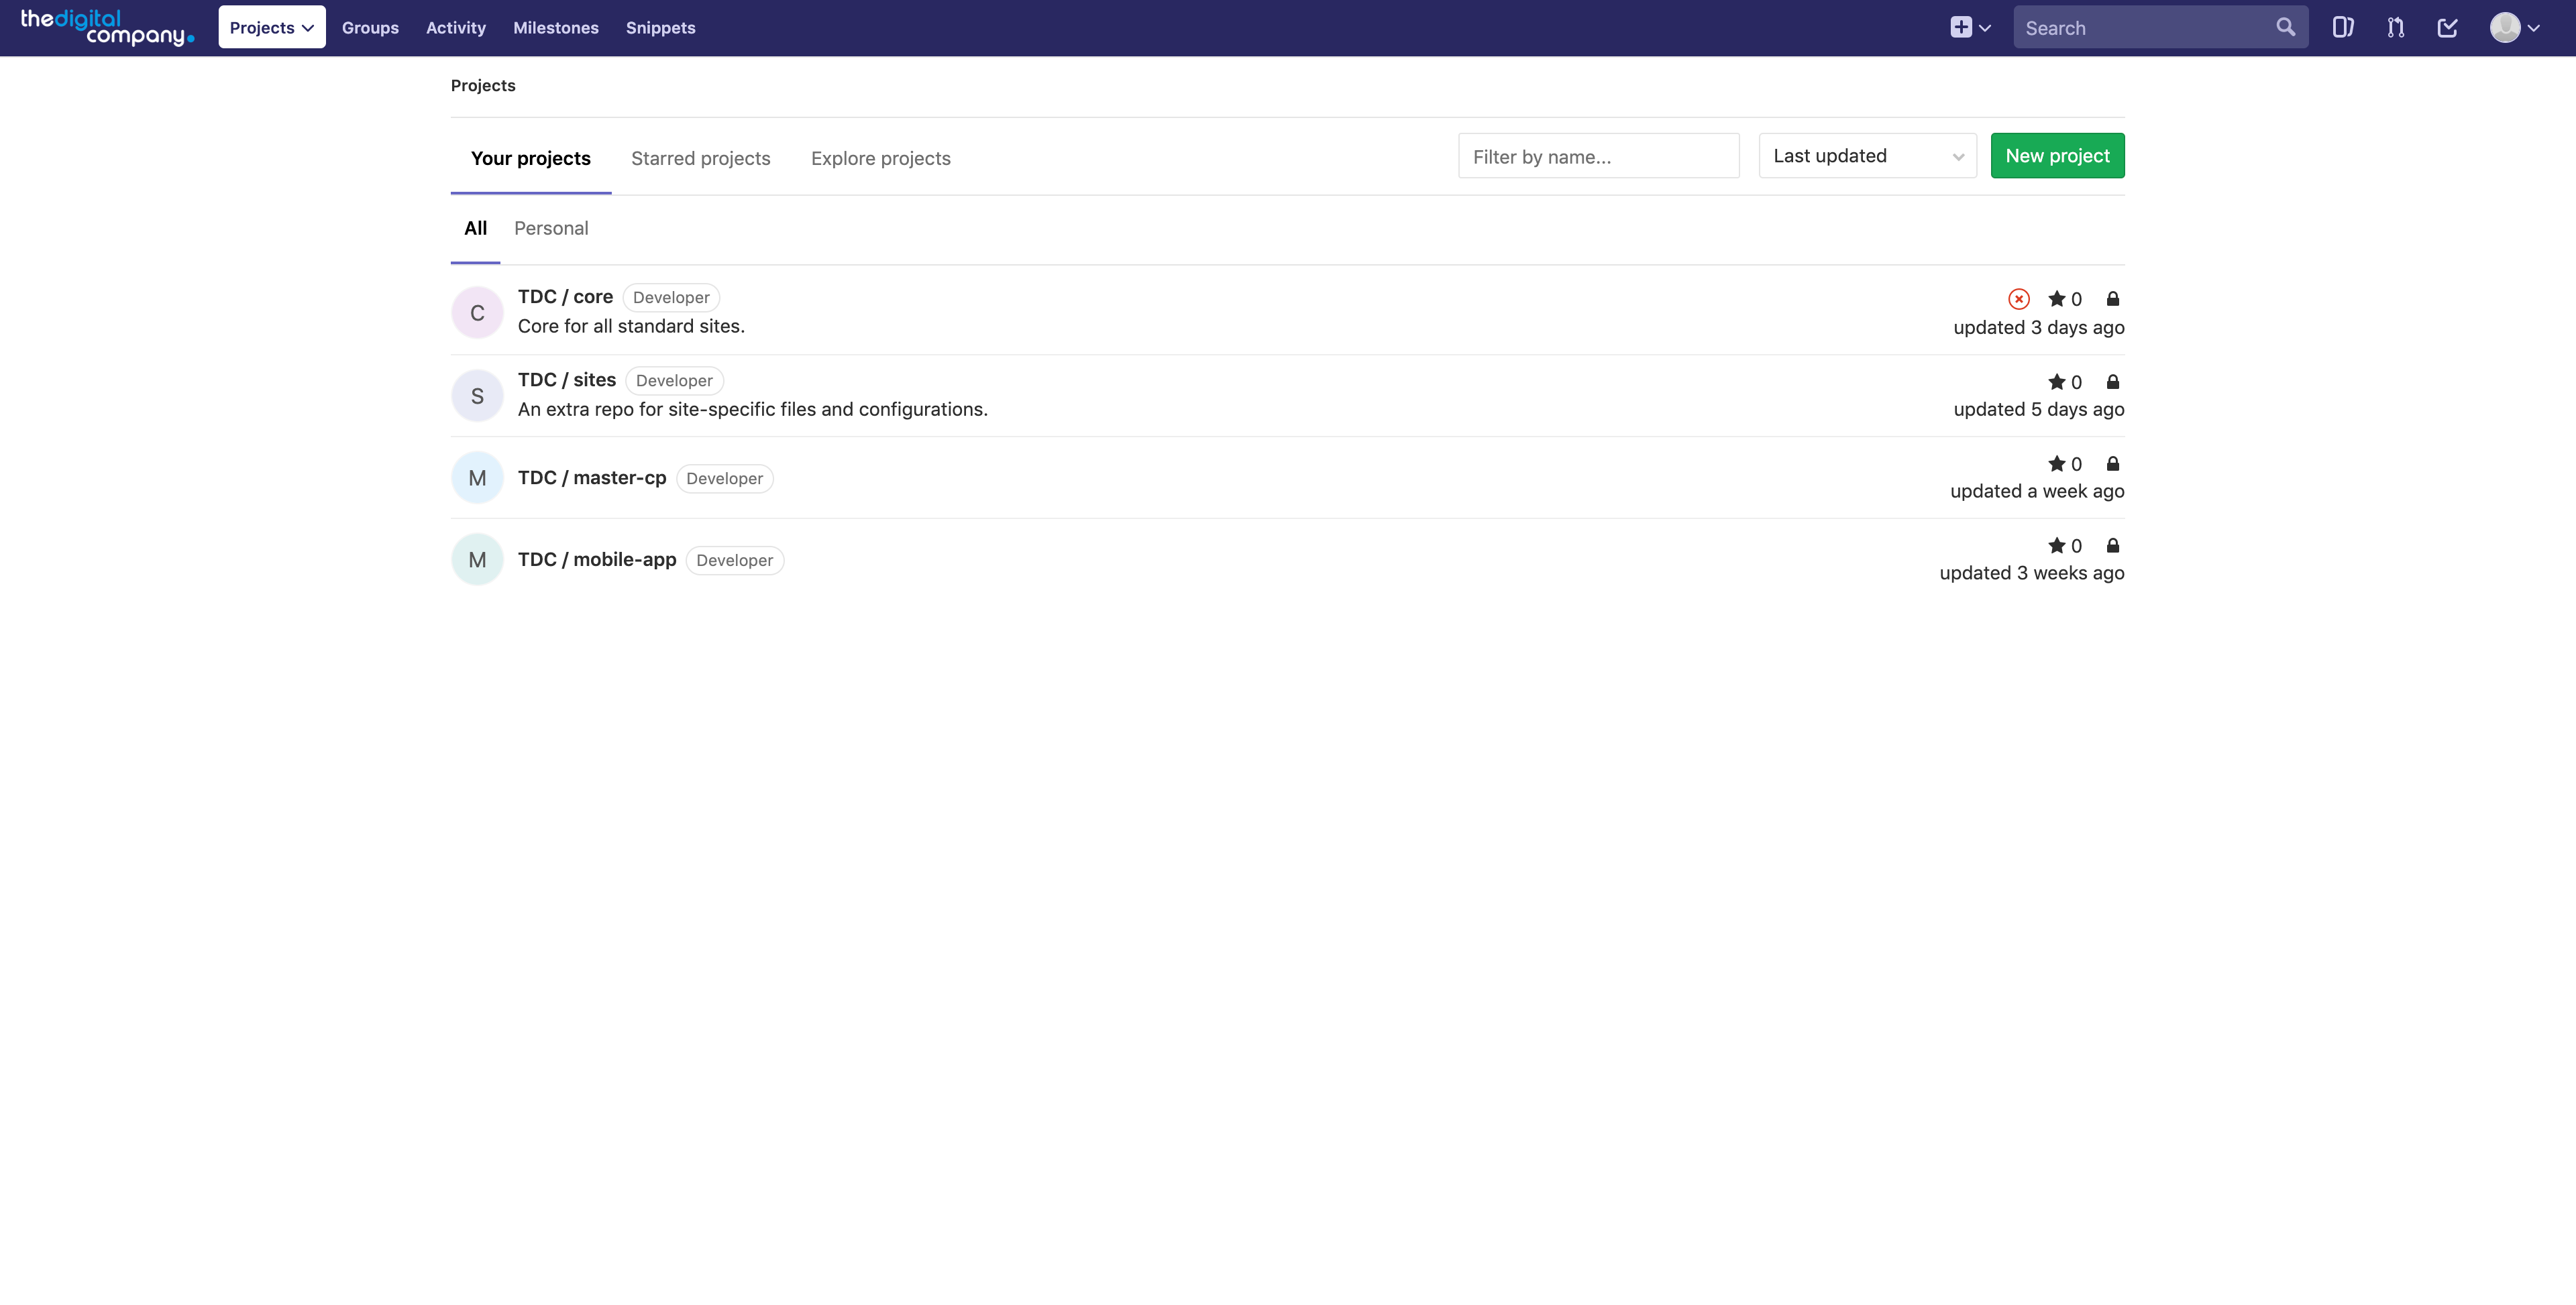 thedigital
company.
Projects Groups Activity Milestones Snippets Search
Projects
Your projects Starred projects Explore projects Filter by name... Last updated New project
All Personal
C TDC / core Developer 0
Core for all standard sites. updated 3 days ago
S TDC / sites Developer 0
An extra repo for site-specific files and configurations. updated 5 days ago
M TDC / master-cp Developer 0
updated a week ago
M TDC / mobile-app Developer 0
updated 3 weeks ago